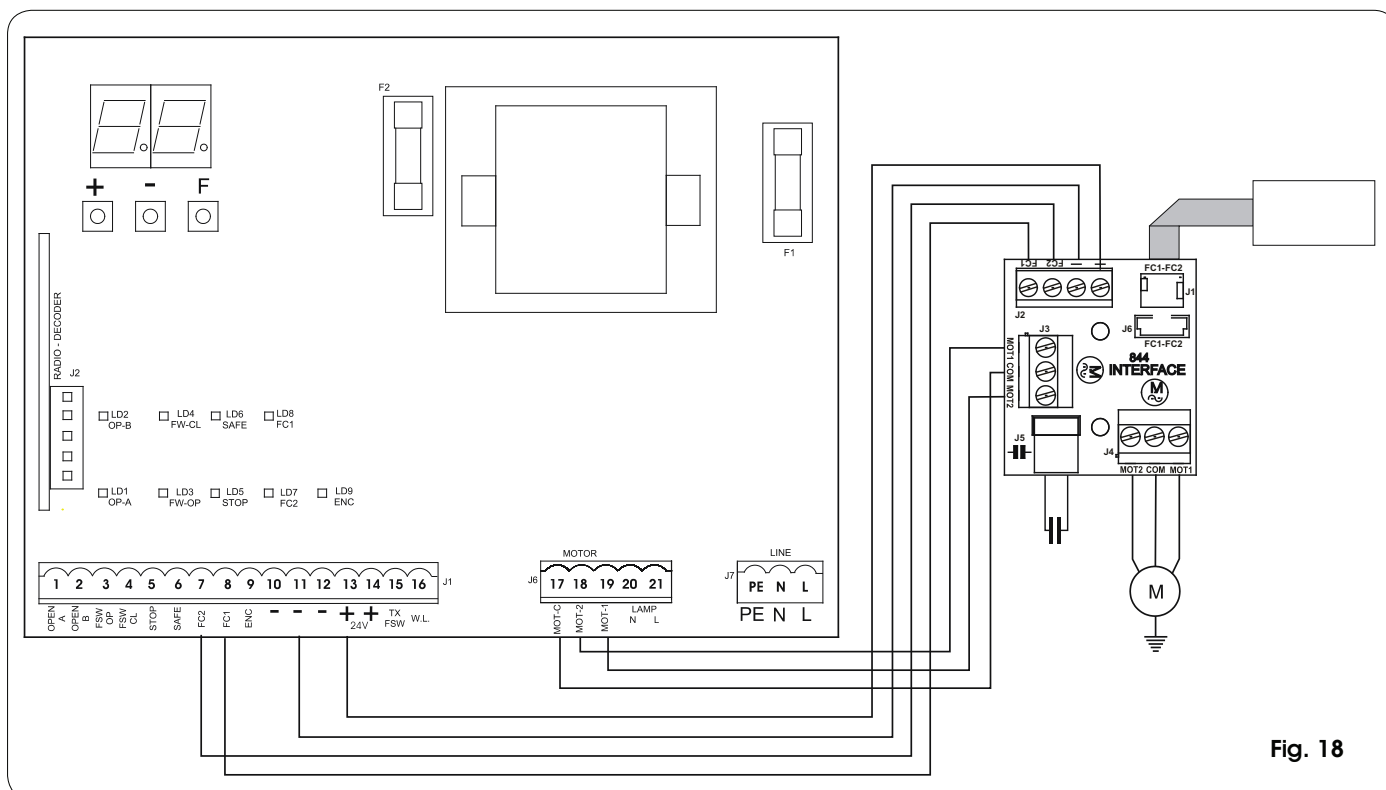 F2
F1
+ - F
RADIO - DECODER
J2
LD2 OP-B
LD4 FW-CL
LD6 SAFE
LD8 FC1
LD1 OP-A
LD3 FW-OP
LD5 STOP
LD7 FC2
LD9 ENC
1 2 3 4 5 6 7 8 9 10 11 12 13 14 15 16
J1
OPEN A
OPEN B
FSW OP
FSW CL
STOP
SAFE
FC2
FC1
ENC
- - - + +
24V
TX FSW
W.L.
MOTOR
J6
17 18 19 20 21
MOT-C
MOT-2
MOT-1
LAMP
N L
LINE
J7
PE N L
PE N L
FC1 FC2 - +
J2
FC1-FC2
J1
J6
FC1-FC2
J3
MOT1 COM MOT2
844
INTERFACE
M
M
J5
J4
MOT2 COM MOT1
M
Fig. 18